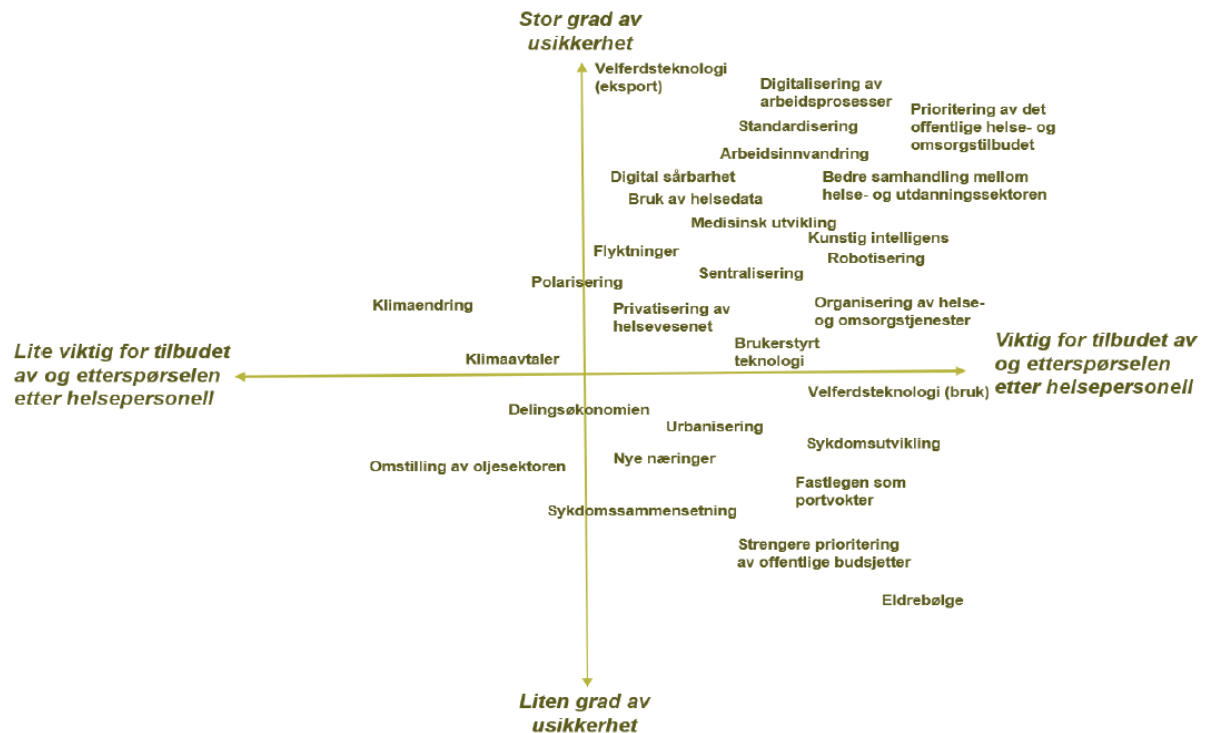 Stor grad av
usikkerhet
Velferdsteknologi
(eksport)
Digitalisering av
arbeidsprosesser
Prioritering av det
offentlige helse- og
omsorgstilbudet
Standardisering
Arbeidsinnvandring
Digital sårbarhet
Bedre samhandling mellom
helse- og utdanningssektoren
Bruk av helsedata
Medisinsk utvikling
Kunstig intelligens
Flyktninger
Robotisering
Sentralisering
Polarisering
Klimaendring
Privatisering av
helsevesenet
Organisering av helse-
og omsorgstjenester
Brukerstyrt
teknologi
Klimaavtaler
Lite viktig for tilbudet
av og etterspørselen
etter helsepersonell
Viktig for tilbudet av
og etterspørselen
etter helsepersonell
Velferdsteknologi (bruk)
Delingsøkonomien
Urbanisering
Sykdomsutvikling
Nye næringer
Omstilling av oljesektoren
Fastlegen som
portvokter
Sykdomssammensetning
Strengere prioritering
av offentlige budsjetter
Eldrebølge
Liten grad av
usikkerhet